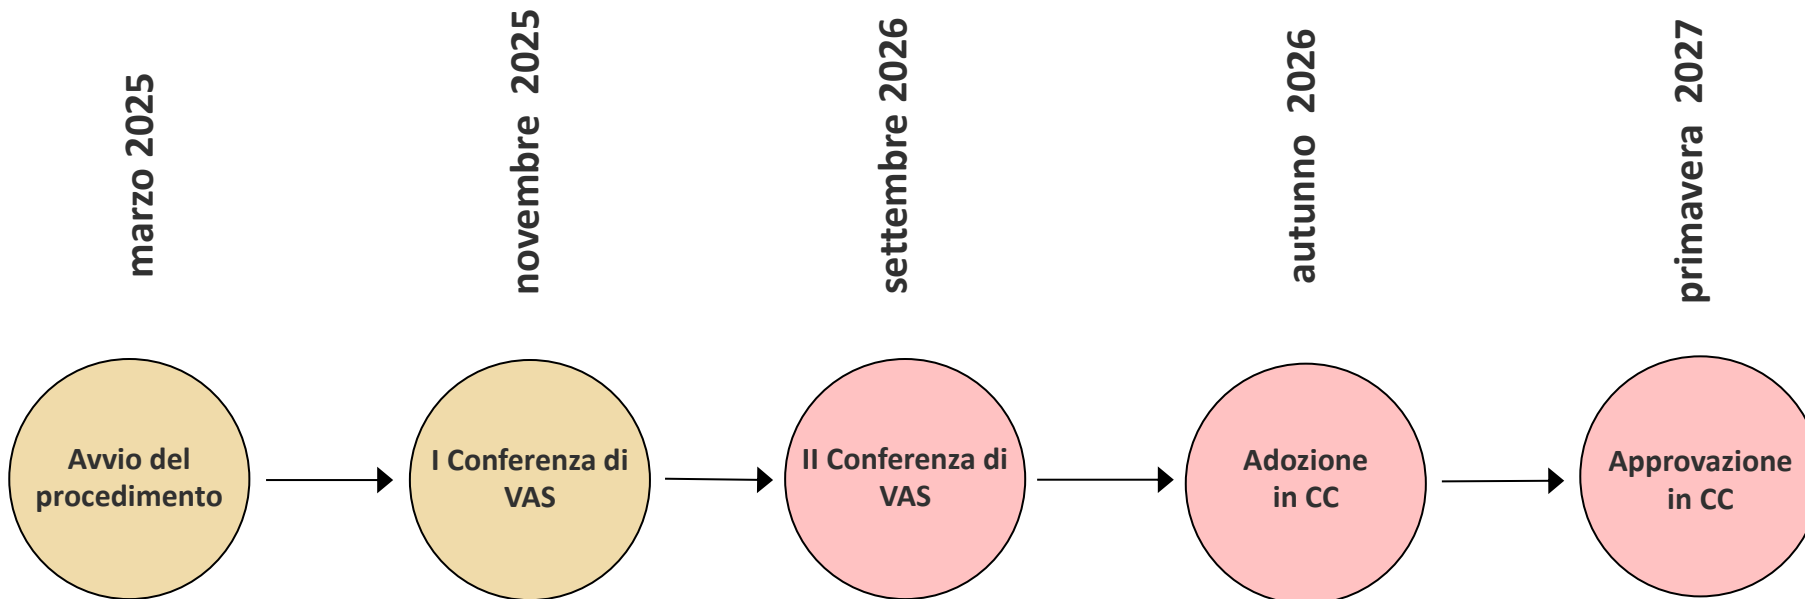 marzo 2025
novembre 2025
settembre 2026
autunno 2026
primavera 2027
Avvio del
procedimento
I Conferenza di
VAS
II Conferenza di
VAS
Adozione
in CC
Approvazione
in CC